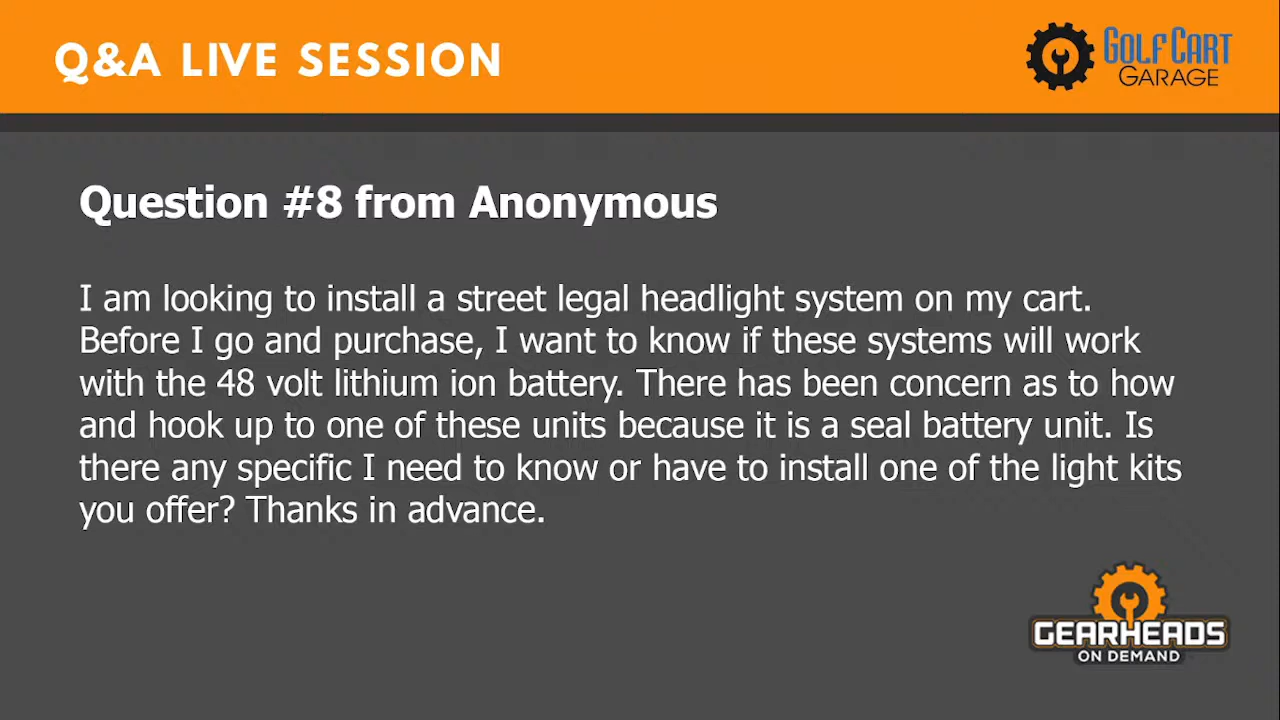 Q&A LIVE SESSION
GOLF CART
GARAGE
Question #8 from Anonymous
I am looking to install a street legal headlight system on my cart.
Before I go and purchase, I want to know if these systems will work
with the 48 volt lithium ion battery. There has been concern as to how
and hook up to one of these units because it is a seal battery unit. Is
there any specific I need to know or have to install one of the light kits
you offer? Thanks in advance.
GEARHEADS
ON DEMAND